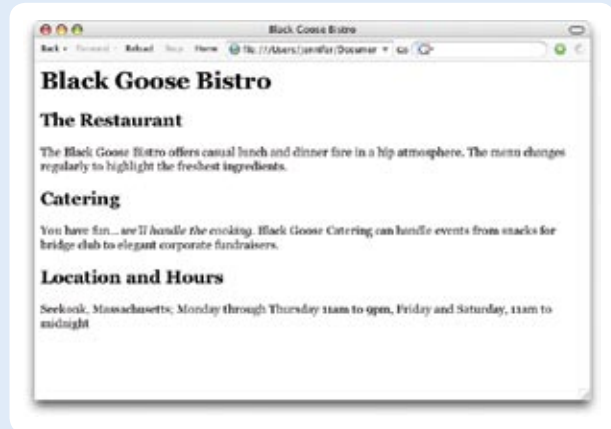 Black Goose Bistro
Back Forward Reload Stop Home file:///Users/jennifer/Documen Go
Black Goose Bistro
The Restaurant
The Black Goose Bistro offers casual lunch and dinner fare in a hip atmosphere. The menu changes
regularly to highlight the freshest ingredients.
Catering
You have fun... we'll handle the cooking. Black Goose Catering can handle events from snacks for
bridge club to elegant corporate fundraisers.
Location and Hours
Seekonk, Massachusetts; Monday through Thursday 11am to 9pm, Friday and Saturday, 11am to
midnight